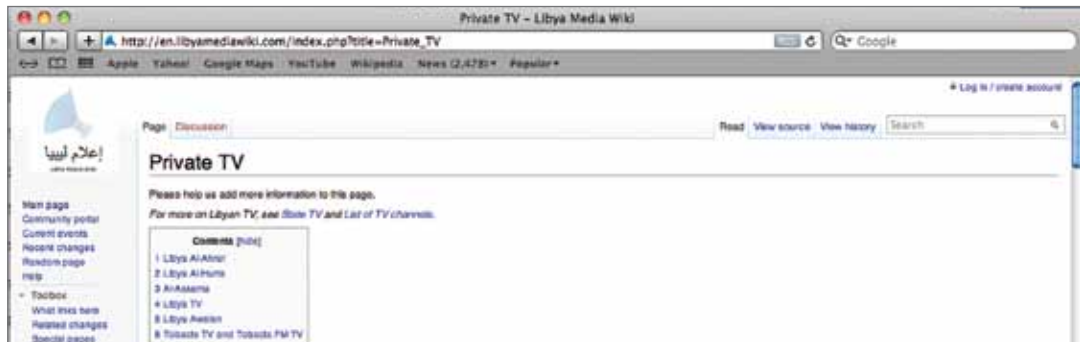 Private TV – Libya Media Wiki
http://en.libyamediawiki.com/index.php?title=Private_TV
Google
Apple Yahoo! Google Maps YouTube Wikipedia News (2,478) Popular
Log in / create account
Page Discussion
Read View source View history Search
إعلام ليبيا
Private TV
Please help us add more information to this page.
For more on Libyan TV, see State TV and List of TV channels.
Main page
Community portal
Current events
Recent changes
Random page
Help
Toolbox
What links here
Related changes
Special pages
Contents [hide]
1 Libya Al-Ahrar
2 Libya Al-Hurra
3 Al-Assema
4 Libya TV
5 Libya Awalan
6 Tobacts TV and Tobacts FM TV